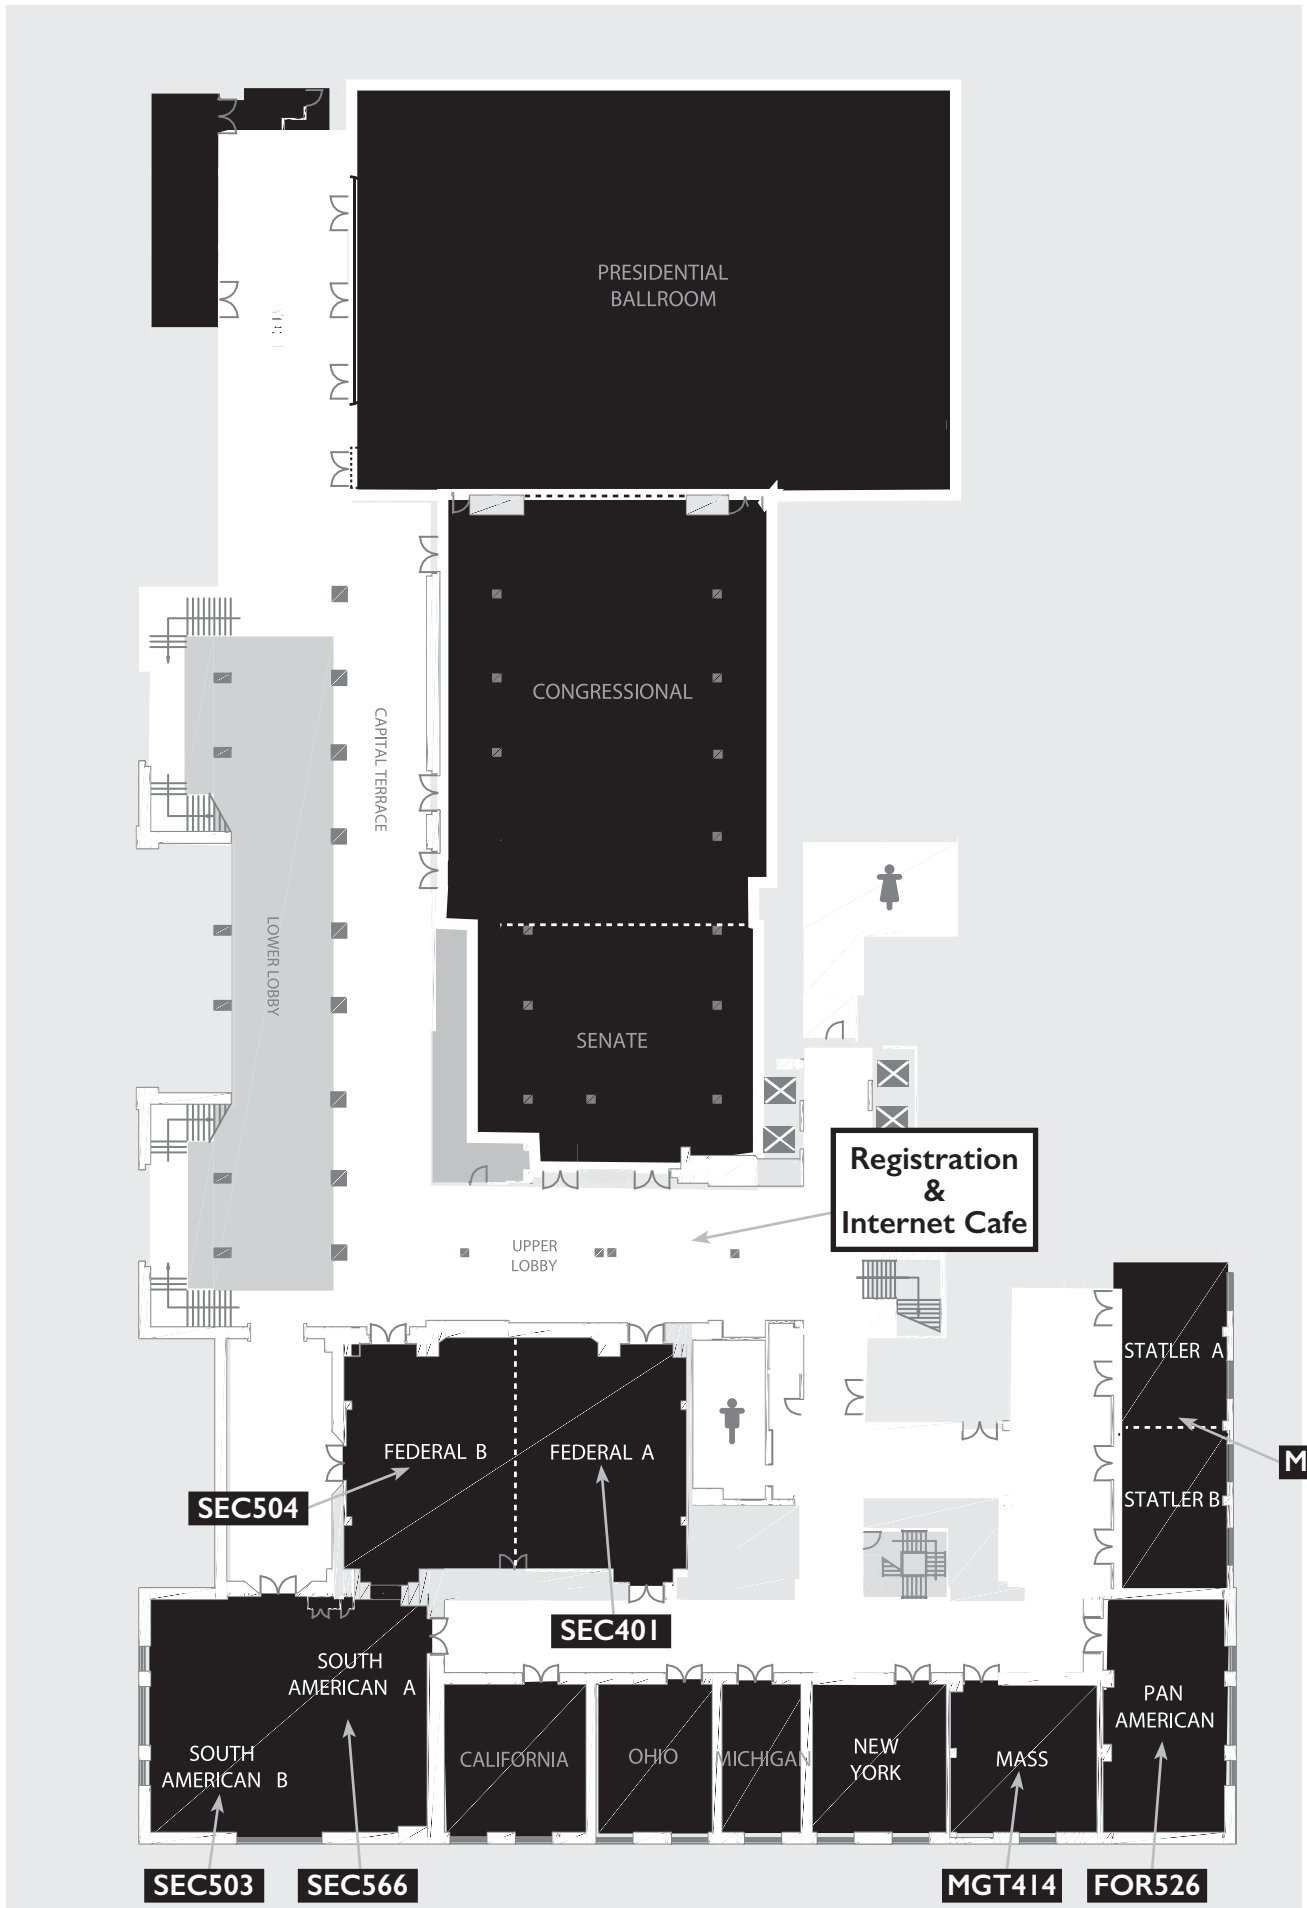 PRESIDENTIAL
BALLROOM
CONGRESSIONAL
CAPITAL TERRACE
LOWER LOBBY
SENATE
Registration
&
Internet Cafe
UPPER
LOBBY
STATLER A
FEDERAL B
FEDERAL A
M
STATLER B
SEC504
SEC401
SOUTH
AMERICAN A
SOUTH
AMERICAN B
CALIFORNIA
OHIO
MICHIGAN
NEW
YORK
MASS
PAN
AMERICAN
SEC503
SEC566
MGT414
FOR526